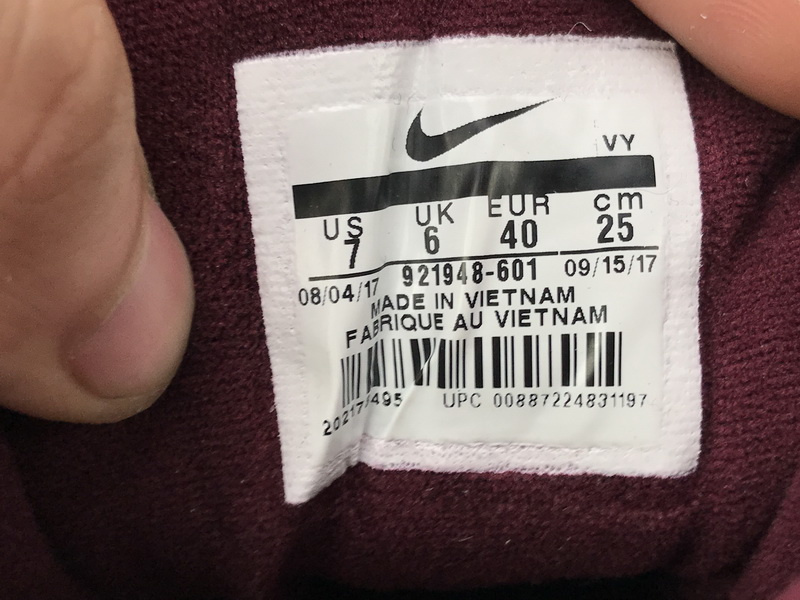 VY
US UK EUR cm
7 6 40 25
921948-601
08/04/17 09/15/17
MADE IN VIETNAM
FABRIQUE AU VIETNAM
UPC 00887224831197